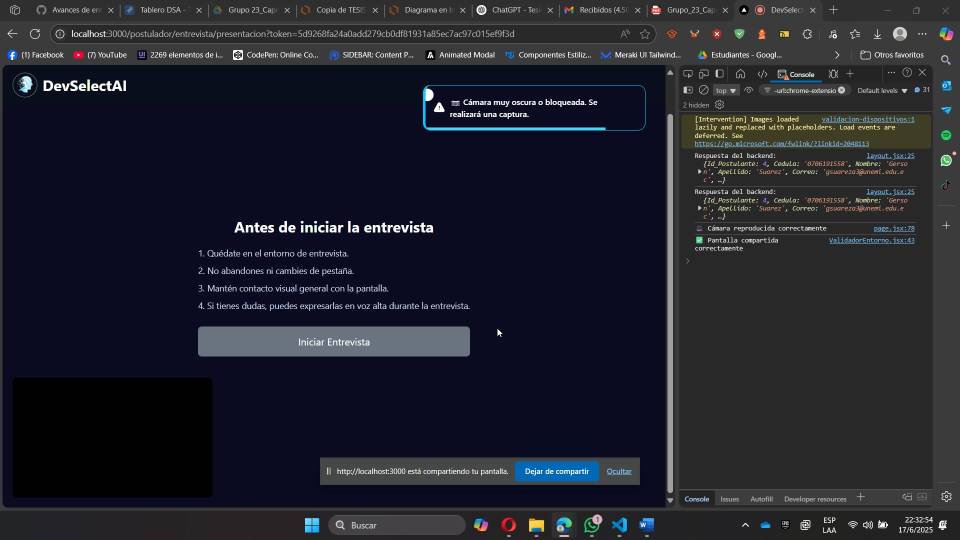 Avances de en
Tablero DSA -
Grupo 23_Cap
Copia de TESI
Diagrama en b
ChatGPT - Tes
Recibidos (4.5
Grupo_23_Cap
DevSelect
localhost:3000/postulador/entrevista/presentacion?token=5d9268fa24a0add279cb0df81931a85ec7ac97c015ef9f3d
(1) Facebook
(7) YouTube
2269 elementos de i...
CodePen: Online Co...
SIDEBAR: Content P...
Animated Modal
Componentes Estiliz...
Meraki UI Tailwind...
Estudiantes - Googl...
Otros favoritos
DevSelectAI
Cámara muy oscura o bloqueada. Se
realizará una captura.
Antes de iniciar la entrevista
1. Quédate en el entorno de entrevista.
2. No abandones ni cambies de pestaña.
3. Mantén contacto visual general con la pantalla.
4. Si tienes dudas, puedes expresarlas en voz alta durante la entrevista.
Iniciar Entrevista
http://localhost:3000 está compartiendo tu pantalla.
Dejar de compartir
Ocultar
Console
top
-url:chrome-extensio
Default levels
31
2 hidden
[Intervention] Images loaded validacion-dispositivos:1
lazily and replaced with placeholders. Load events are
deferred. See
https://go.microsoft.com/fwlink/?linkid=2048113
Respuesta del backend: layout.jsx:25
{Id_Postulante: 4, Cedula: '0706191558', Nombre: 'Gerso
n', Apellido: 'Suarez', Correo: 'gsuareza3@unemi.edu.e
c', …}
Respuesta del backend: layout.jsx:25
{Id_Postulante: 4, Cedula: '0706191558', Nombre: 'Gerso
n', Apellido: 'Suarez', Correo: 'gsuareza3@unemi.edu.e
c', …}
Cámara reproducida correctamente page.jsx:78
Pantalla compartida ValidadorEntorno.jsx:43
correctamente
Console
Issues
Autofill
Developer resources
Buscar
ESP
LAA
22:32:54
17/6/2025